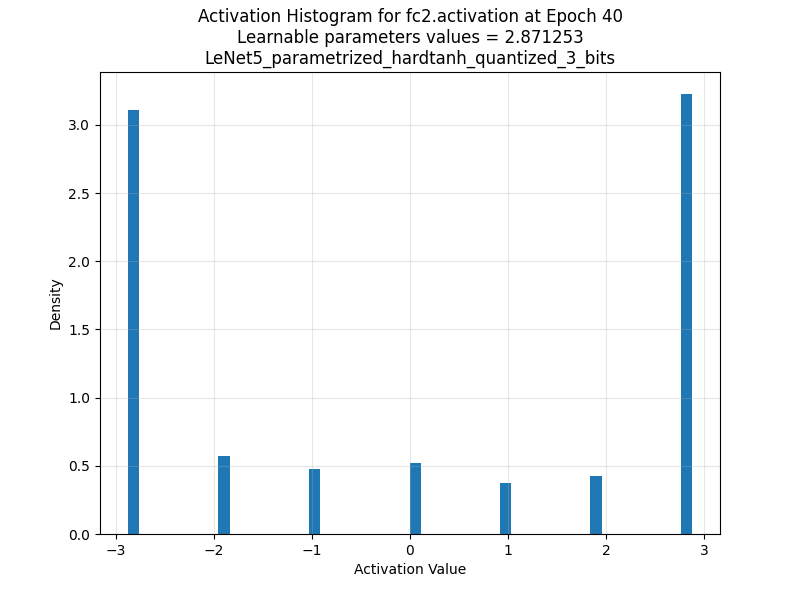 Activation Histogram for fc2.activation at Epoch 40
Learnable parameters values = 2.871253
LeNet5_parametrized_hardtanh_quantized_3_bits
3.0
2.5
2.0
1.5
1.0
0.5
0.0
Density
−3 −2 −1 0 1 2 3
Activation Value